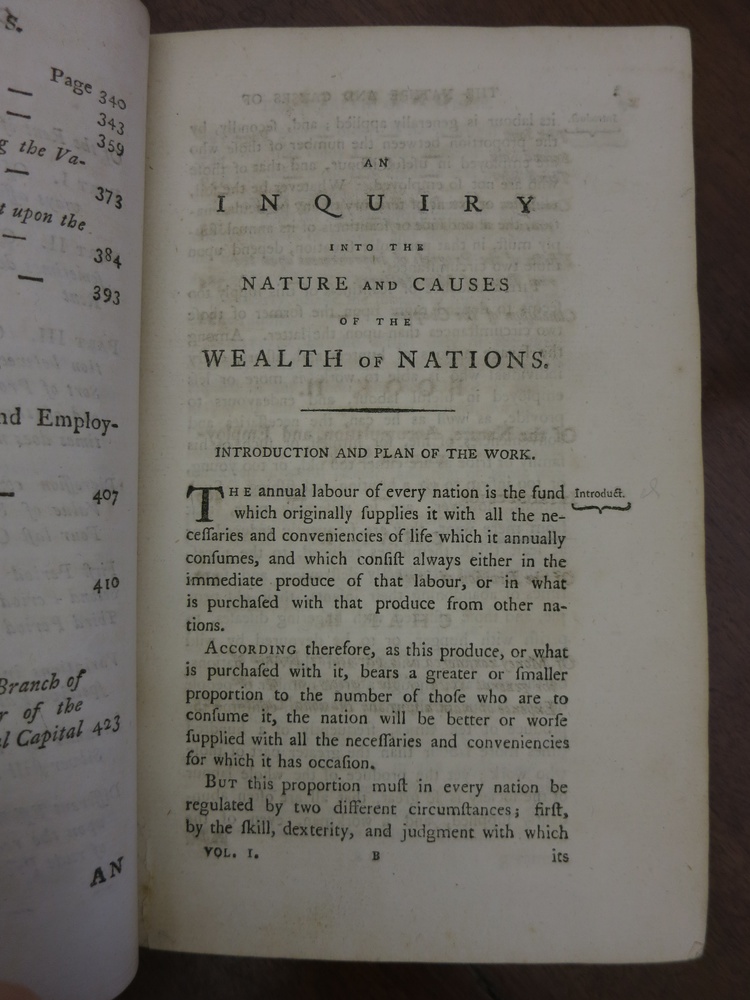 S.
Page 340
— 343
359
g the Va-
— 373
t upon the
— 384
— 393
nd Employ-
— 407
410
Branch of
r of the
l Capital 423
AN
AN
INQUIRY
INTO THE
NATURE AND CAUSES
OF THE
WEALTH OF NATIONS.
INTRODUCTION AND PLAN OF THE WORK.
THE annual labour of every nation is the fund Introduct.
which originally ſupplies it with all the ne-
ceſſaries and conveniencies of life which it annually
conſumes, and which conſiſt always either in the
immediate produce of that labour, or in what
is purchaſed with that produce from other na-
tions.
ACCORDING therefore, as this produce, or what
is purchaſed with it, bears a greater or ſmaller
proportion to the number of thoſe who are to
conſume it, the nation will be better or worſe
ſupplied with all the neceſſaries and conveniencies
for which it has occaſion.
BUT this proportion muſt in every nation be
regulated by two different circumſtances; firſt,
by the ſkill, dexterity, and judgment with which
VOL. I. B its